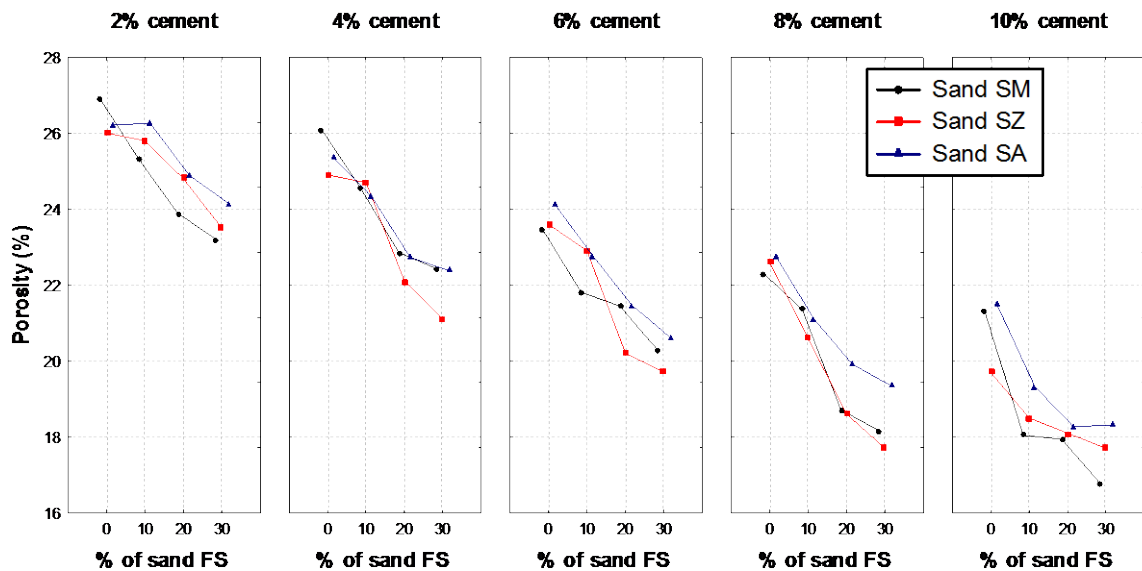 2% cement 4% cement 6% cement 8% cement 10% cement
28
26
24
22
20
18
16
Porosity (%)
Sand SM
Sand SZ
Sand SA
0 10 20 30 0 10 20 30 0 10 20 30 0 10 20 30 0 10 20 30
% of sand FS % of sand FS % of sand FS % of sand FS % of sand FS